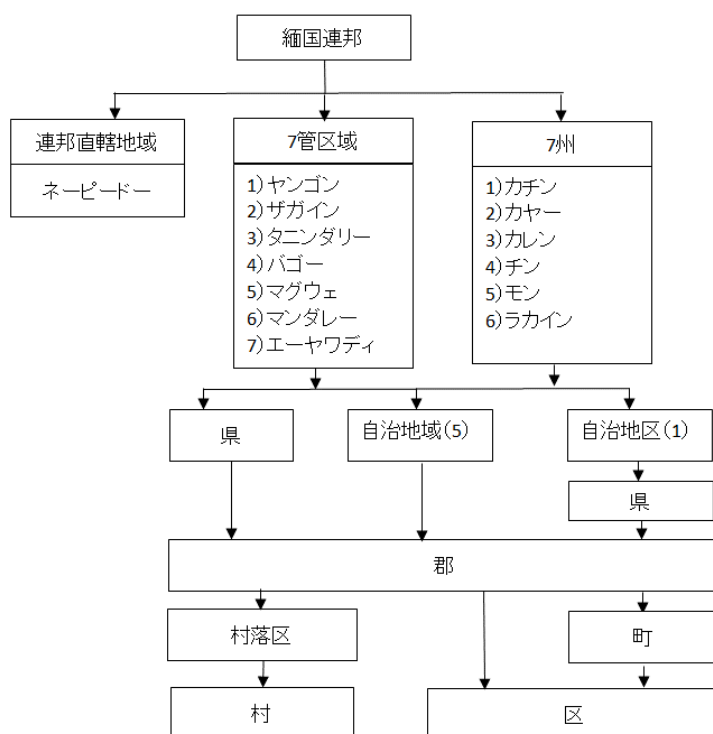 緬国連邦
連邦直轄地域
ネーピードー
7管区域
1)ヤンゴン
2)ザガイン
3)タニンダリー
4)バゴー
5)マグウェ
6)マンダレー
7)エーヤワディ
7州
1)カチン
2)カヤー
3)カレン
4)チン
5)モン
6)ラカイン
県
自治地域(5)
自治地区(1)
県
郡
村落区
町
村
区